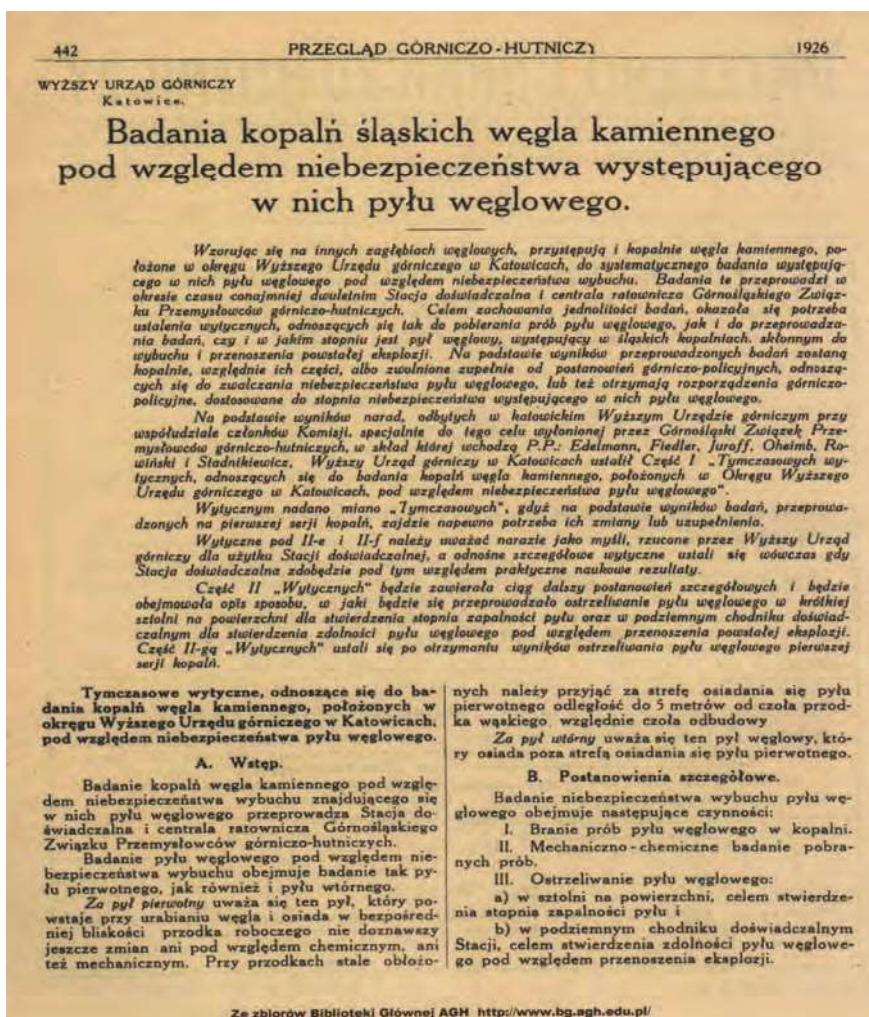 442
PRZEGLĄD GÓRNICZO-HUTNICZY
1926
WYŻSZY URZĄD GÓRNICZY
Katowice.
Badania kopalń śląskich węgla kamiennego
pod względem niebezpieczeństwa występującego
w nich pyłu węglowego.
Wzorując się na innych zagłębiach węglowych, przystępują i kopalnie węgla kamiennego, po-
łożone w okręgu Wyższego Urzędu górniczego w Katowicach, do systematycznego badania występują-
cego w nich pyłu węglowego pod względem niebezpieczeństwa wybuchu. Badania te przeprowadzi w
okresie czasu conajmniej dwuletnim Stacja doświadczalna i centrala ratownicza Górnośląskiego Związ-
ku Przemysłowców górniczo-hutniczych. Celem zachowania jednolitości badań, okazała się potrzeba
ustalenia wytycznych, odnoszących się tak do pobierania prób pyłu węglowego, jak i do przeprowadza-
nia badań, czy i w jakim stopniu jest pył węglowy, występujący w śląskich kopalniach, skłonnym do
wybuchu i przenoszenia powstałej eksplozji. Na podstawie wyników przeprowadzonych badań zostaną
kopalnie, względnie ich części, albo zwolnione zupełnie od postanowień górniczo-policyjnych, odnoszą-
cych się do zwalczania niebezpieczeństwa pyłu węglowego, lub też otrzymają rozporządzenia górniczo-
policyjne, dostosowane do stopnia niebezpieczeństwa występującego w nich pyłu węglowego.
Na podstawie wyników narad, odbytych w katowickim Wyższym Urzędzie górniczym przy
współudziale członków Komisji, specjalnie do tego celu wyłonionej przez Górnośląski Związek Prze-
mysłowców górniczo-hutniczych, w skład której wchodzą P.P.: Edelmann, Fiedler, Juroff, Oheimb, Ro-
wiński i Stadnikiewicz, Wyższy Urząd górniczy w Katowicach ustalił Część I „Tymczasowych wy-
tycznych, odnoszących się do badania kopalń węgla kamiennego, położonych w Okręgu Wyższego
Urzędu górniczego w Katowicach, pod względem niebezpieczeństwa pyłu węglowego".
Wytycznym nadano miano „Tymczasowych", gdyż na podstawie wyników badań, przeprowa-
dzonych na pierwszej serji kopalń, zajdzie napewno potrzeba ich zmiany lub uzupełnienia.
Wytyczne pod II-e i II-f należy uważać narazie jako myśli, rzucone przez Wyższy Urząd
górniczy dla użytku Stacji doświadczalnej, a odnośne szczegółowe wytyczne ustali się wówczas gdy
Stacja doświadczalna zdobędzie pod tym względem praktyczne naukowe rezultaty.
Część II „Wytycznych" będzie zawierała ciąg dalszy postanowień szczegółowych i będzie
obejmowała opis sposobu, w jaki będzie się przeprowadzało ostrzeliwanie pyłu węglowego w krótkiej
sztolni na powierzchni dla stwierdzenia stopnia zapalności pyłu oraz w podziemnym chodniku doświad-
czalnym dla stwierdzenia zdolności pyłu węglowego pod względem przenoszenia powstałej eksplozji.
Część II-gą „Wytycznych" ustali się po otrzymaniu wyników ostrzeliwania pyłu węglowego pierwszej
serji kopalń.
Tymczasowe wytyczne, odnoszące się do ba-
dania kopalń węgla kamiennego, położonych w
okręgu Wyższego Urzędu górniczego w Katowicach,
pod względem niebezpieczeństwa pyłu węglowego.
A. Wstęp.
Badanie kopalń węgla kamiennego pod wzglę-
dem niebezpieczeństwa wybuchu znajdującego się
w nich pyłu węglowego przeprowadza Stacja do-
świadczalna i centrala ratownicza Górnośląskiego
Związku Przemysłowców górniczo-hutniczych.
Badanie pyłu węglowego pod względem nie-
bezpieczeństwa wybuchu obejmuje badanie tak py-
łu pierwotnego, jak również i pyłu wtórnego.
Za pył pierwotny uważa się ten pył, który po-
wstaje przy urabianiu węgla i osiada w bezpośred-
niej bliskości przodka roboczego nie doznawszy
jeszcze zmian ani pod względem chemicznym, ani
też mechanicznym. Przy przodkach stale obłożo-
nych należy przyjąć za strefę osiadania się pyłu
pierwotnego odległość do 5 metrów od czoła przod-
ka wąskiego względnie czoła odbudowy
Za pył wtórny uważa się ten pył węglowy, któ-
ry osiada poza strefą osiadania się pyłu pierwotnego.
B. Postanowienia szczegółowe.
Badanie niebezpieczeństwa wybuchu pyłu wę-
glowego obejmuje następujące czynności:
I. Branie prób pyłu węglowego w kopalni.
II. Mechaniczno-chemiczne badanie pobra-
nych prób.
III. Ostrzeliwanie pyłu węglowego:
a) w sztolni na powierzchni, celem stwierdze-
nia stopnia zapalności pyłu i
b) w podziemnym chodniku doświadczalnym
Stacji, celem stwierdzenia zdolności pyłu węglowe-
go pod względem przenoszenia eksplozji.
Ze zbiorów Biblioteki Głównej AGH http://www.bg.agh.edu.pl/